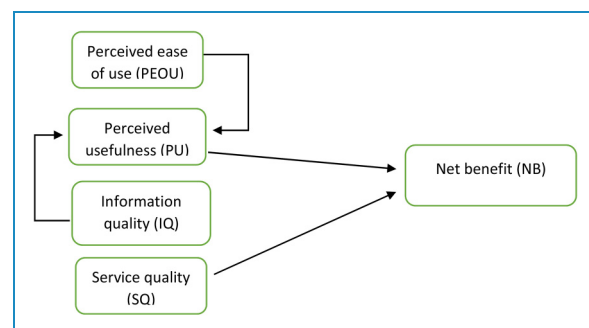 Perceived ease
of use (PEOU)
Perceived
usefulness (PU)
Information
quality (IQ)
Service quality
(SQ)
Net benefit (NB)